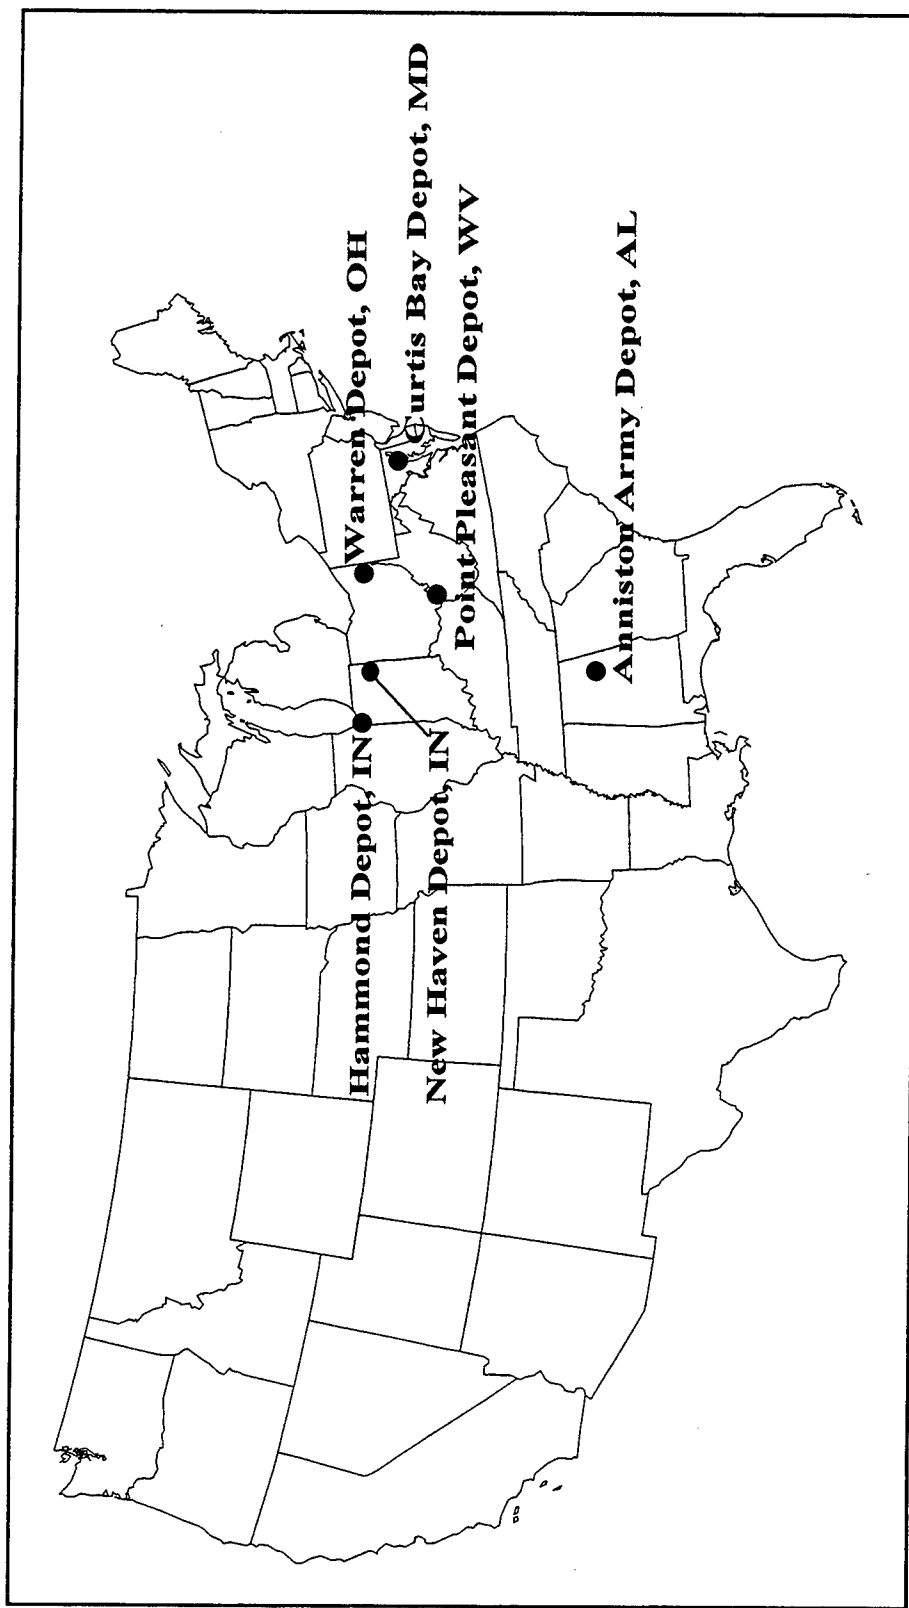 Hammond Depot, IN
Warren Depot, OH
Curtis Bay Depot, MD
New Haven Depot, IN
Point Pleasant Depot, WV
Anniston Army Depot, AL